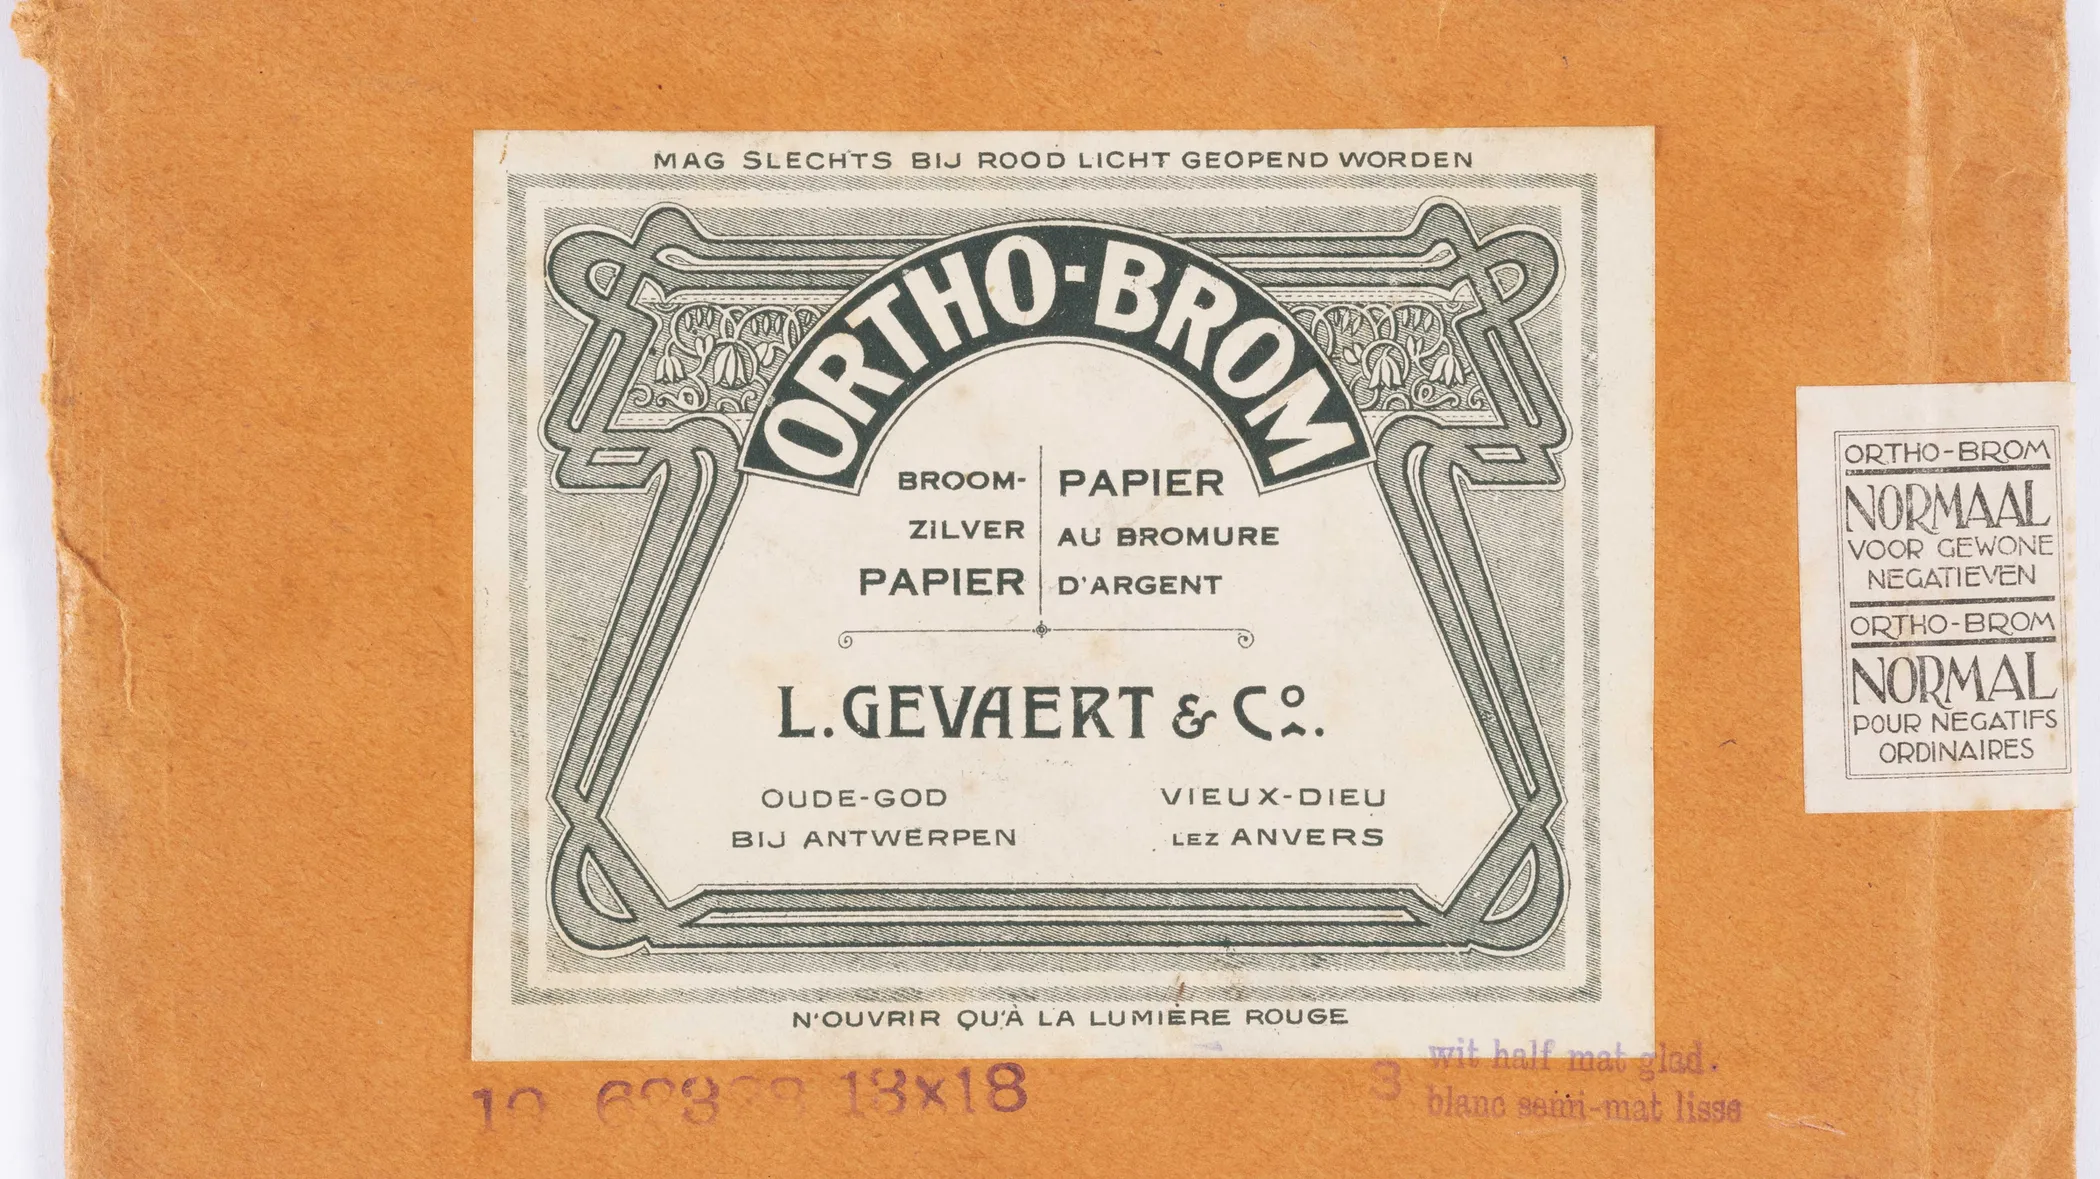 MAG SLECHTS BIJ ROOD LICHT GEOPEND WORDEN
ORTHO-BROM
BROOM-
ZILVER
PAPIER
PAPIER
AU BROMURE
D'ARGENT
L. GEVAERT & Co.
OUDE-GOD
BIJ ANTWERPEN
VIEUX-DIEU
LEZ ANVERS
N'OUVRIR QU'À LA LUMIÈRE ROUGE
13x18
3
wit half mat glad.
blanc semi-mat lisse
ORTHO-BROM
NORMAAL
VOOR GEWONE
NEGATIEVEN
ORTHO-BROM
NORMAL
POUR NEGATIFS
ORDINAIRES